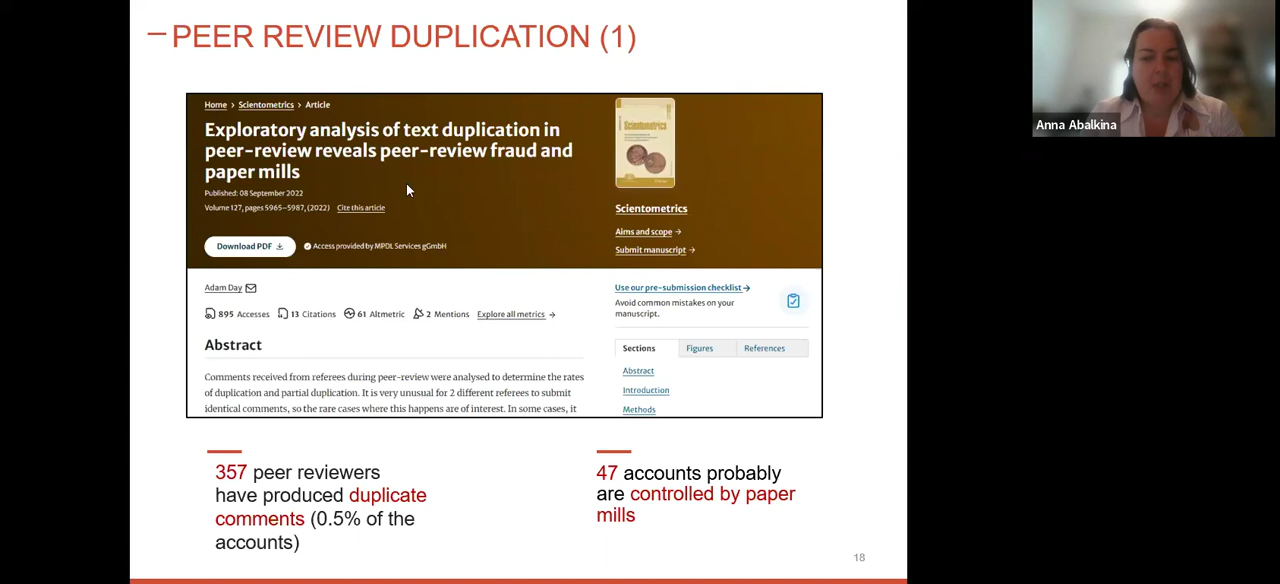 PEER REVIEW DUPLICATION (1)
Home > Scientometrics > Article
Exploratory analysis of text duplication in
peer-review reveals peer-review fraud and
paper mills
Published: 08 September 2022
Volume 127, pages 5965–5987, (2022) Cite this article
Download PDF Access provided by MPDL Services gGmbH
Scientometrics
Scientometrics
Aims and scope →
Submit manuscript →
Adam Day
895 Accesses 13 Citations 61 Altmetric 2 Mentions Explore all metrics →
Abstract
Comments received from referees during peer-review were analysed to determine the rates
of duplication and partial duplication. It is very unusual for 2 different referees to submit
identical comments, so the rare cases where this happens are of interest. In some cases, it
Use our pre-submission checklist →
Avoid common mistakes on your
manuscript.
Sections Figures References
Abstract
Introduction
Methods
357 peer reviewers
have produced duplicate
comments (0.5% of the
accounts)
47 accounts probably
are controlled by paper
mills
18
Anna Abalkina